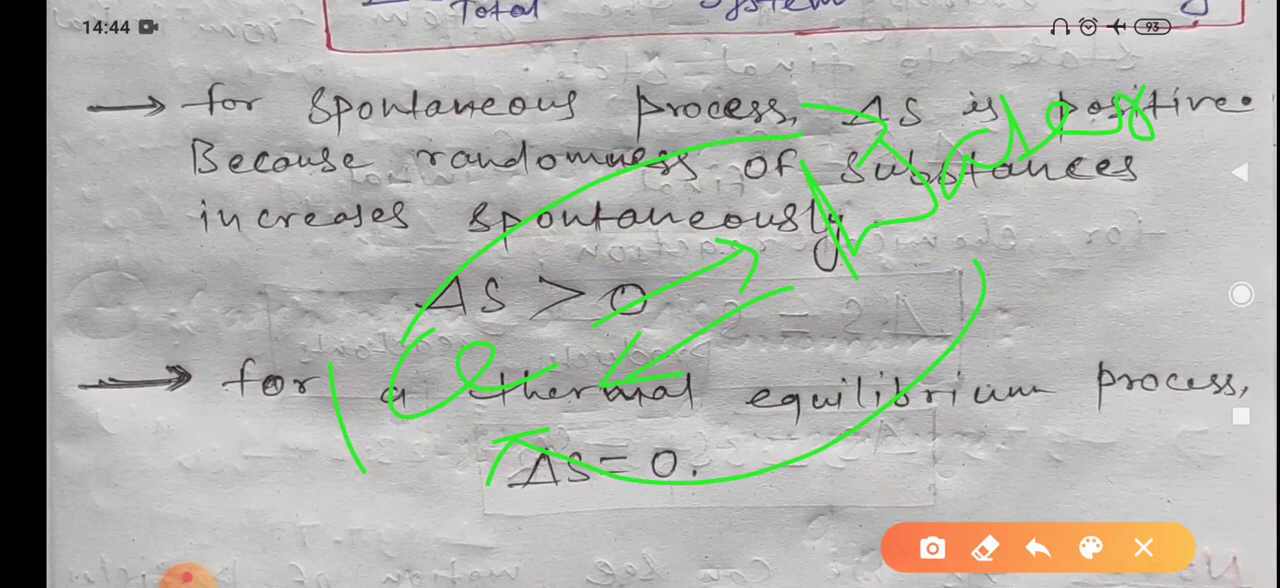 Total System
14:44 93
→ for spontaneous process, ΔS is positive.
Because randomness of substances
increases spontaneously
ΔS > 0
→ for a thermal equilibrium process,
ΔS = 0.